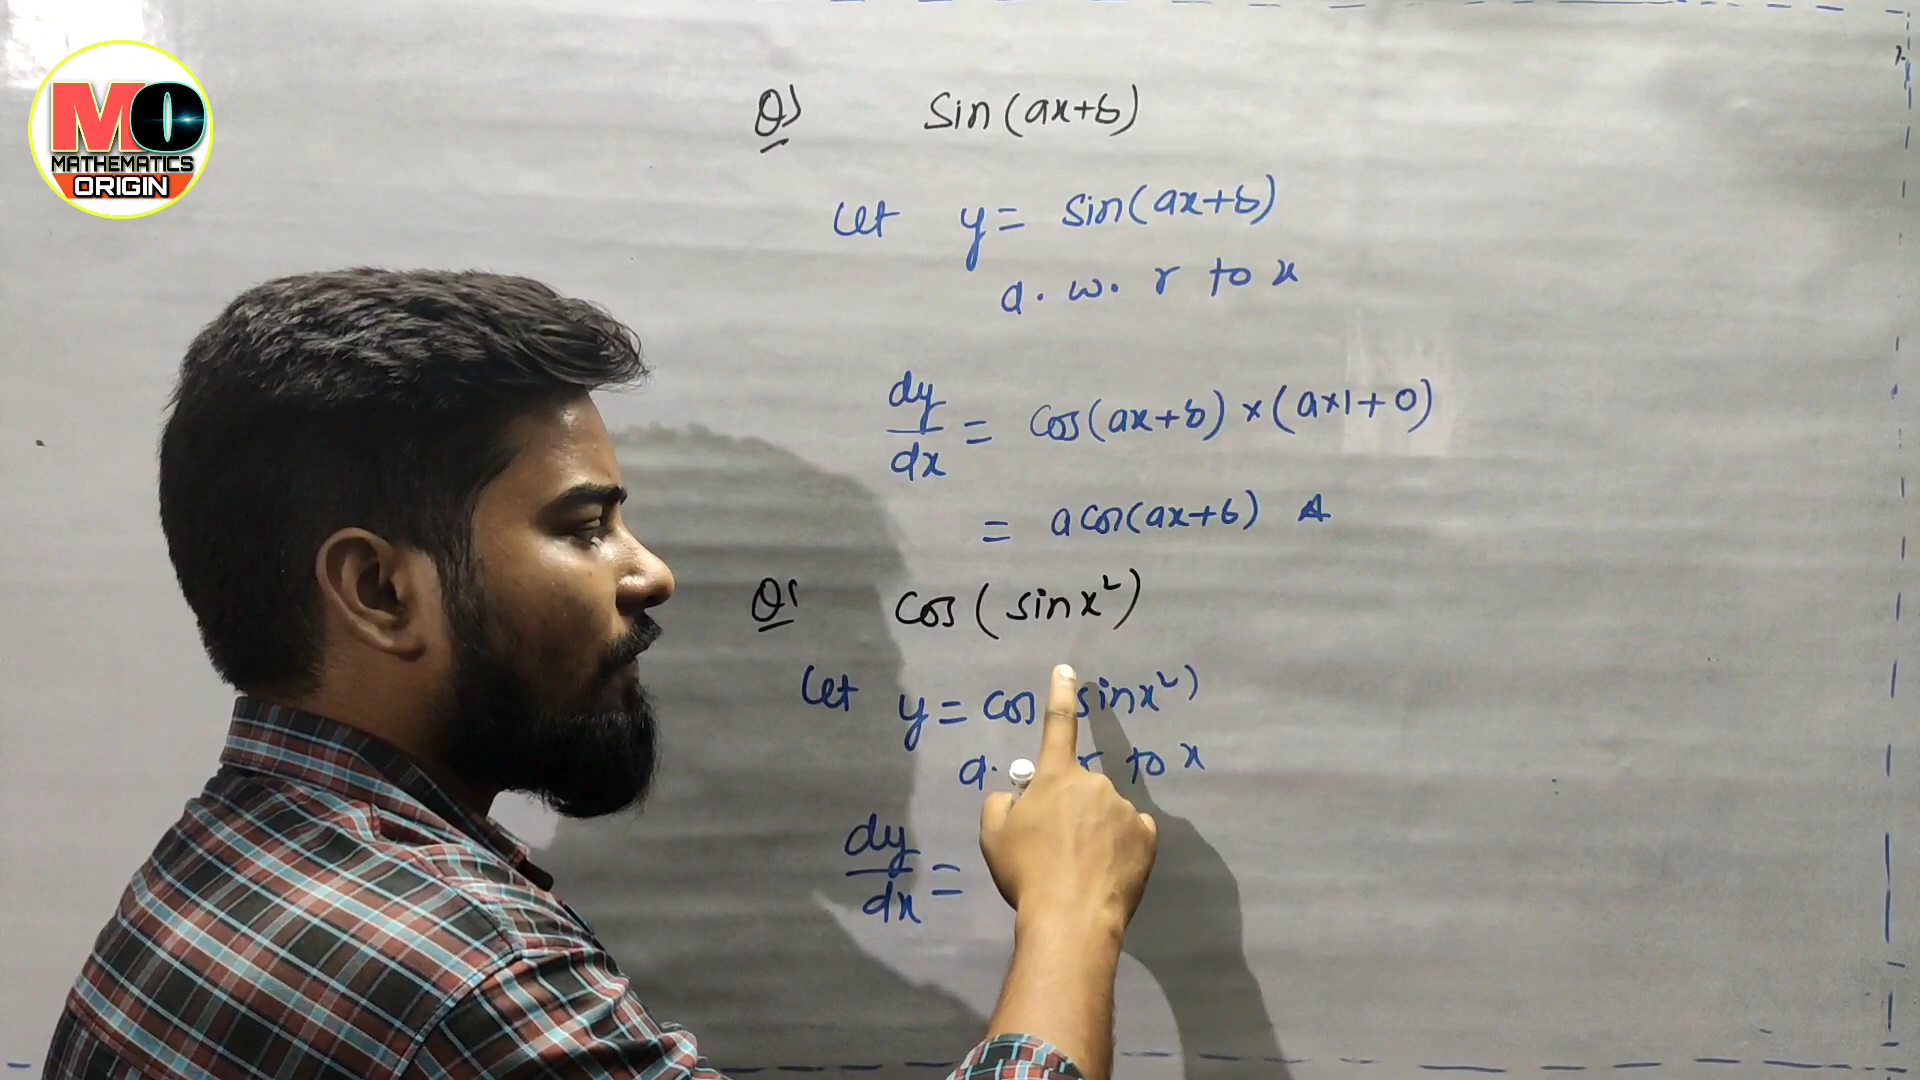 MO
MATHEMATICS
ORIGIN
Q) Sin(ax+b)
Let y = sin(ax+b)
d. w. r to x
dy/dx = cos(ax+b) × (a×1+0)
= a cos(ax+b) A
Q) cos(sinx²)
Let y = cos sinx²)
d. r to x
dy/dx =